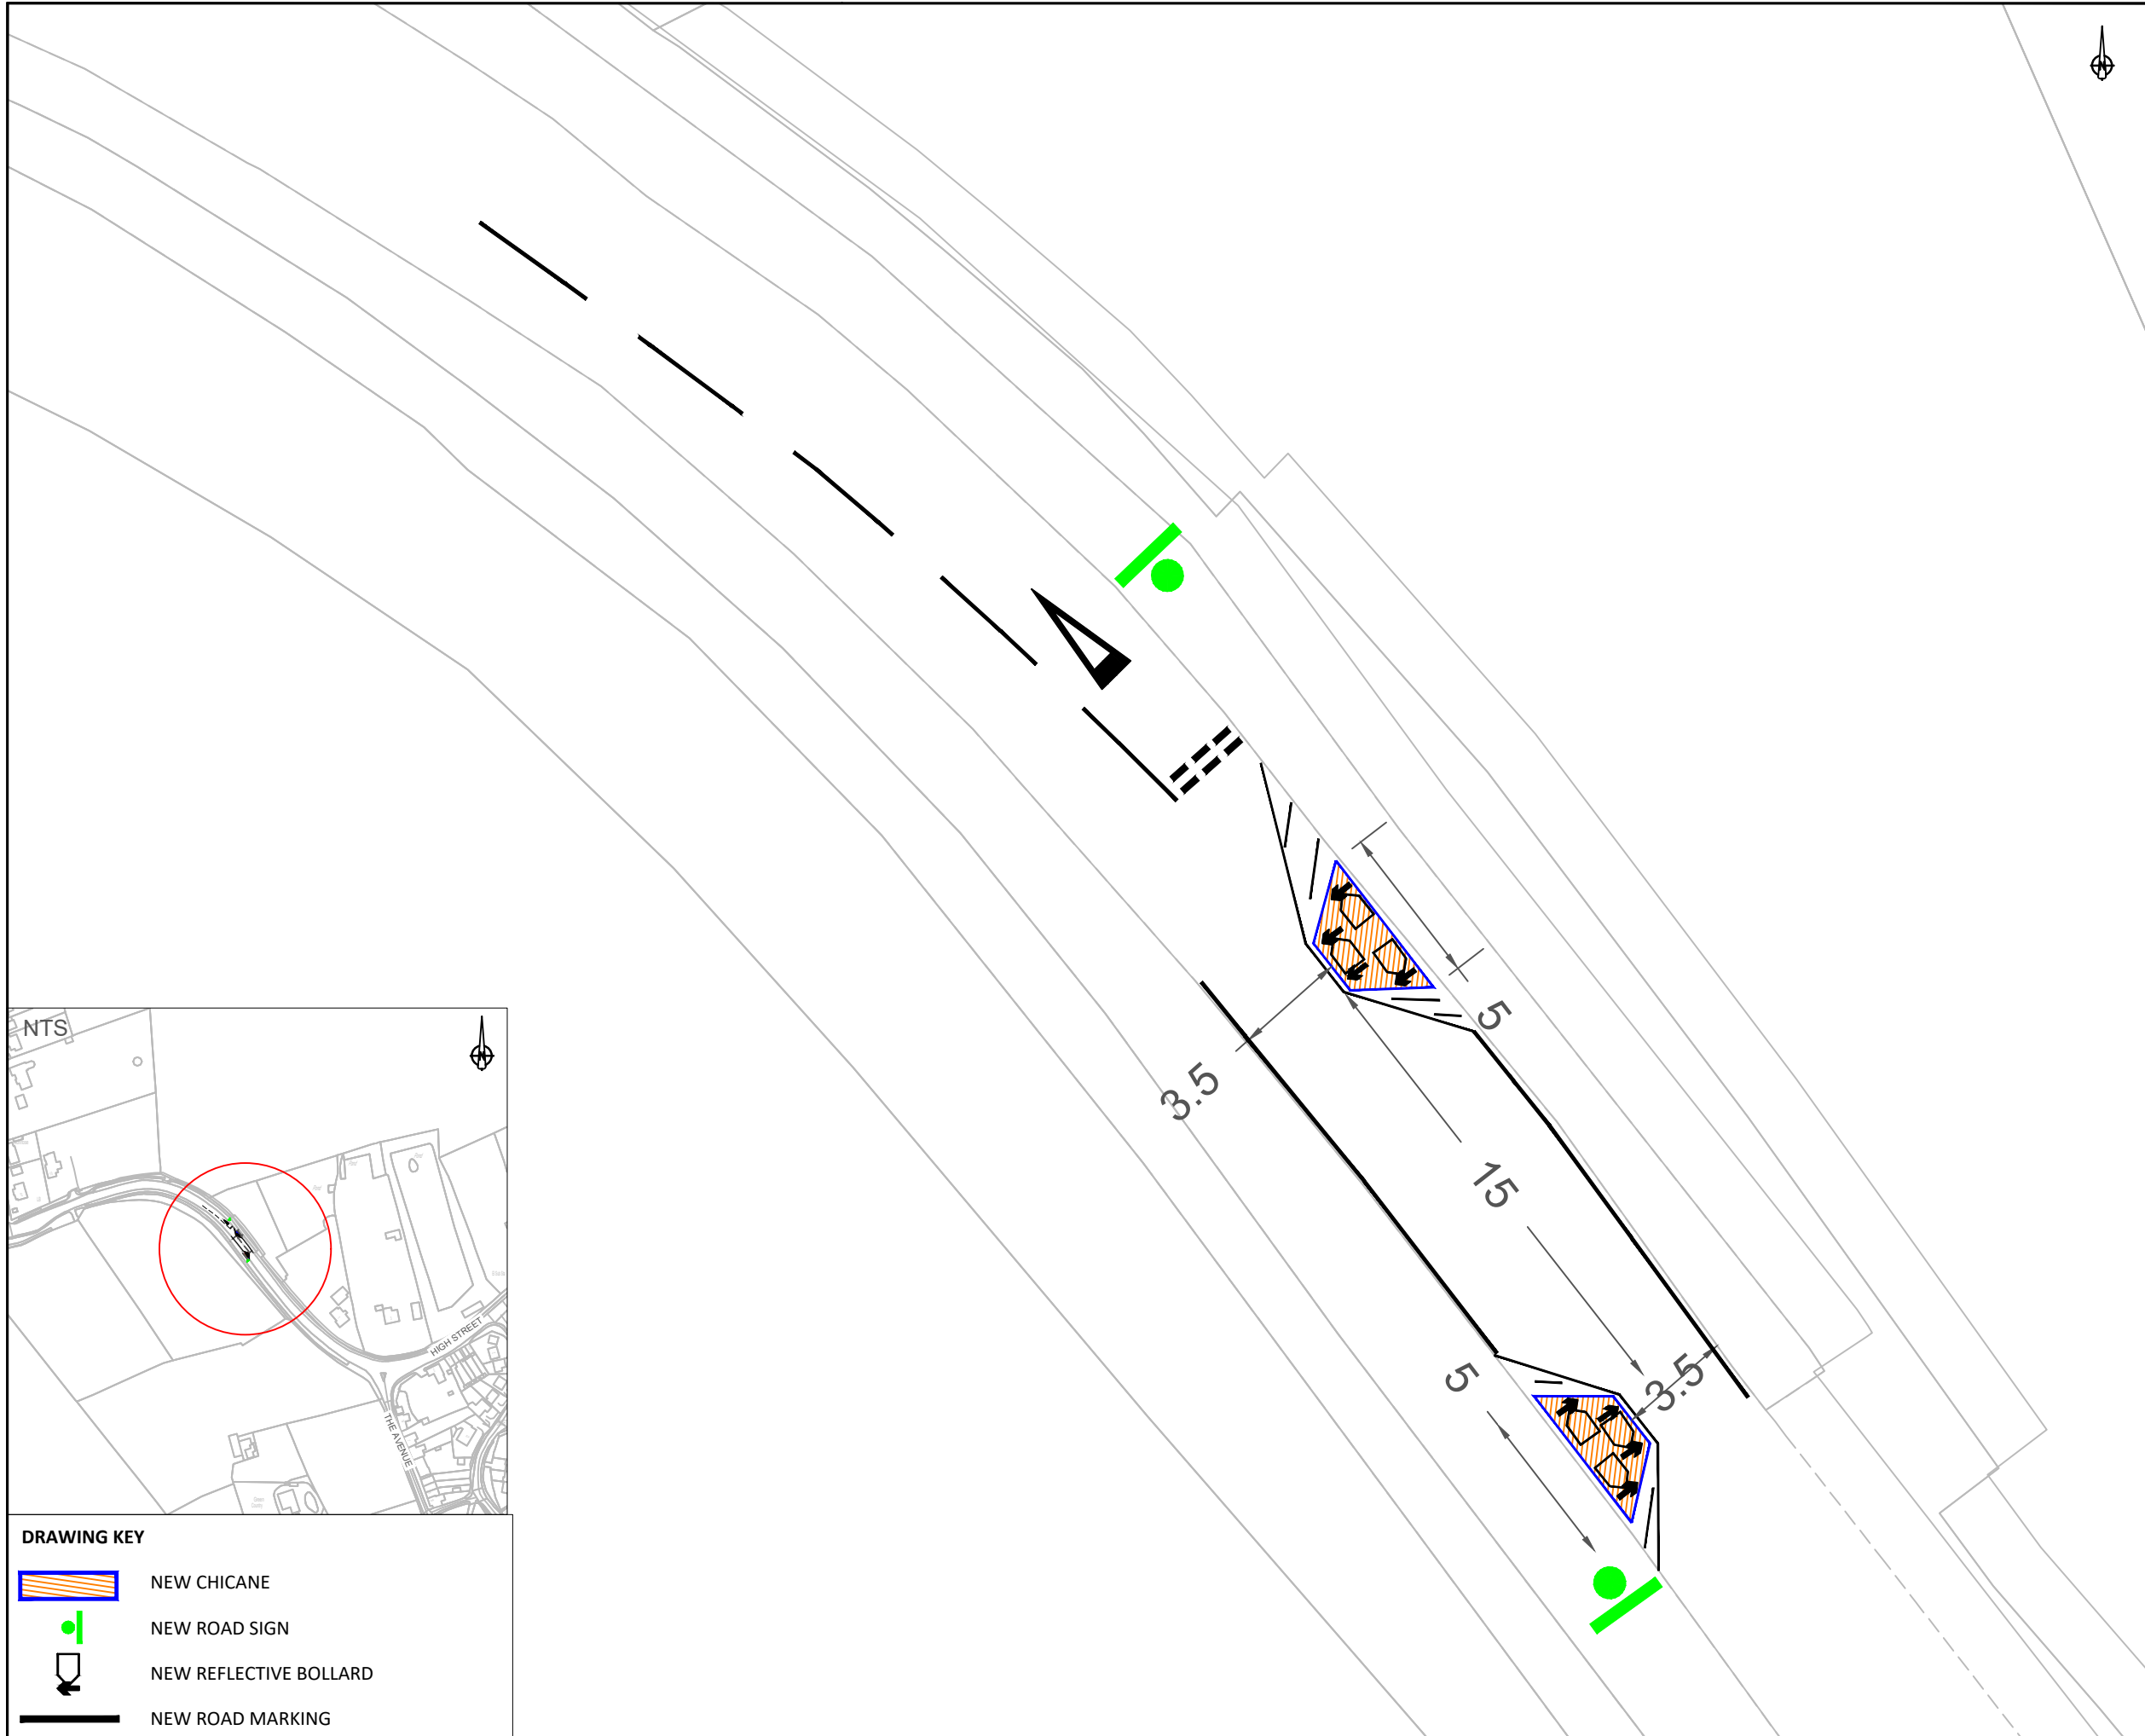 N
5
3.5
15
3.5
5
NTS
N
HIGH STREET
THE AVENUE
DRAWING KEY
NEW CHICANE
NEW ROAD SIGN
NEW REFLECTIVE BOLLARD
NEW ROAD MARKING